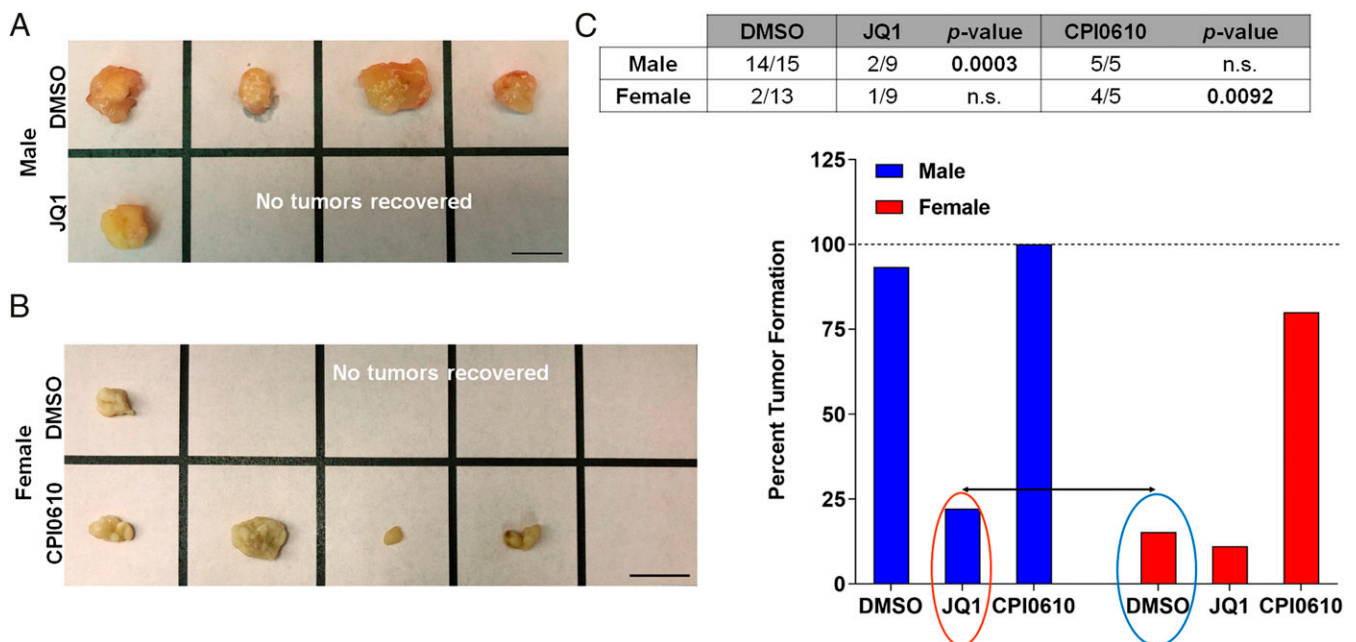 A
Male
DMSO
JQ1
No tumors recovered
B
Female
DMSO
CPI0610
No tumors recovered
C
DMSO JQ1 p-value CPI0610 p-value
Male 14/15 2/9 0.0003 5/5 n.s.
Female 2/13 1/9 n.s. 4/5 0.0092
Percent Tumor Formation
125
100
75
50
25
0
Male
Female
DMSO JQ1 CPI0610 DMSO JQ1 CPI0610